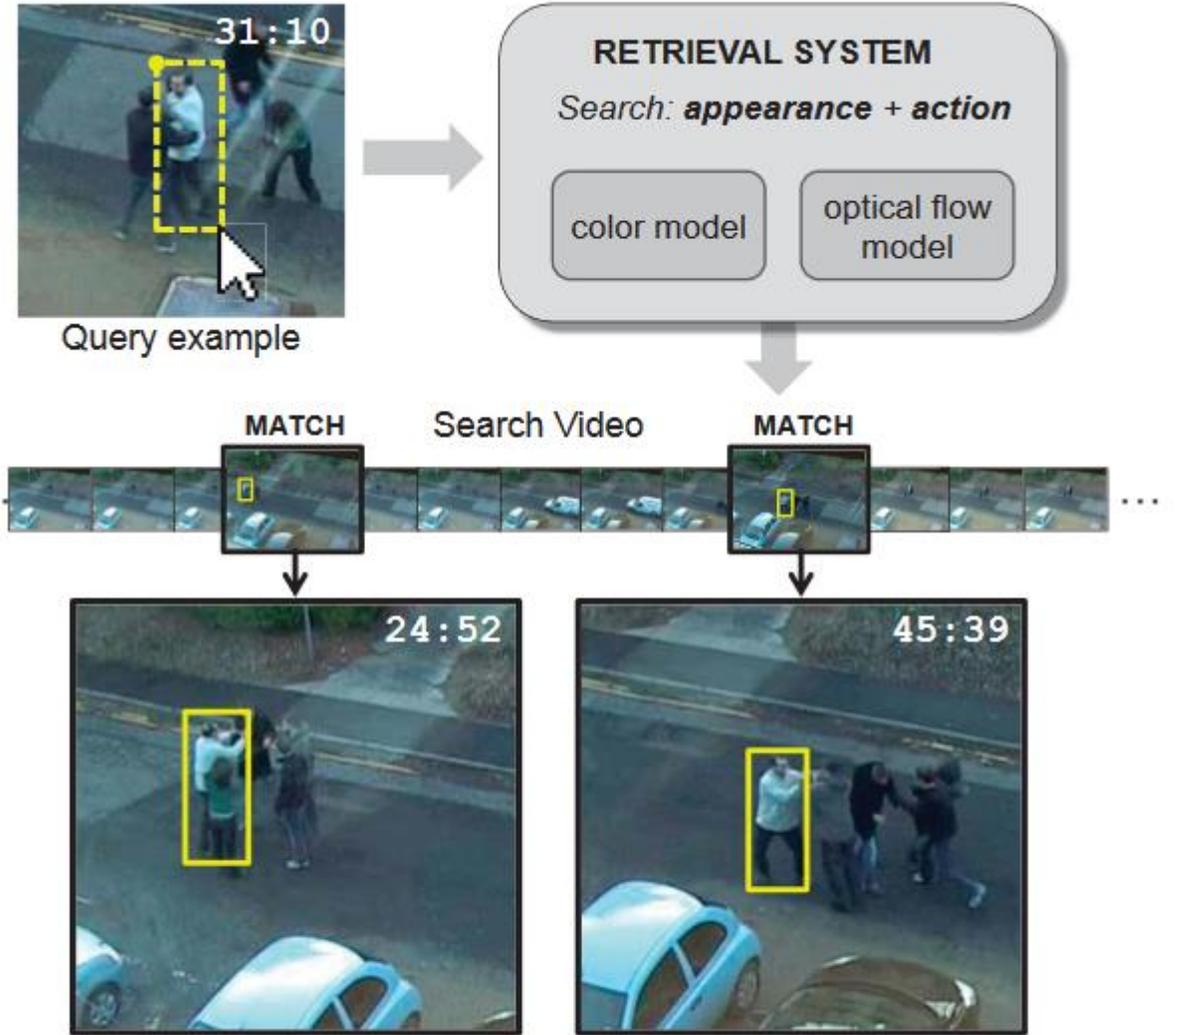 31:10
Query example
RETRIEVAL SYSTEM
Search: appearance + action
color model
optical flow
model
MATCH
Search Video
MATCH
...
24:52
45:39